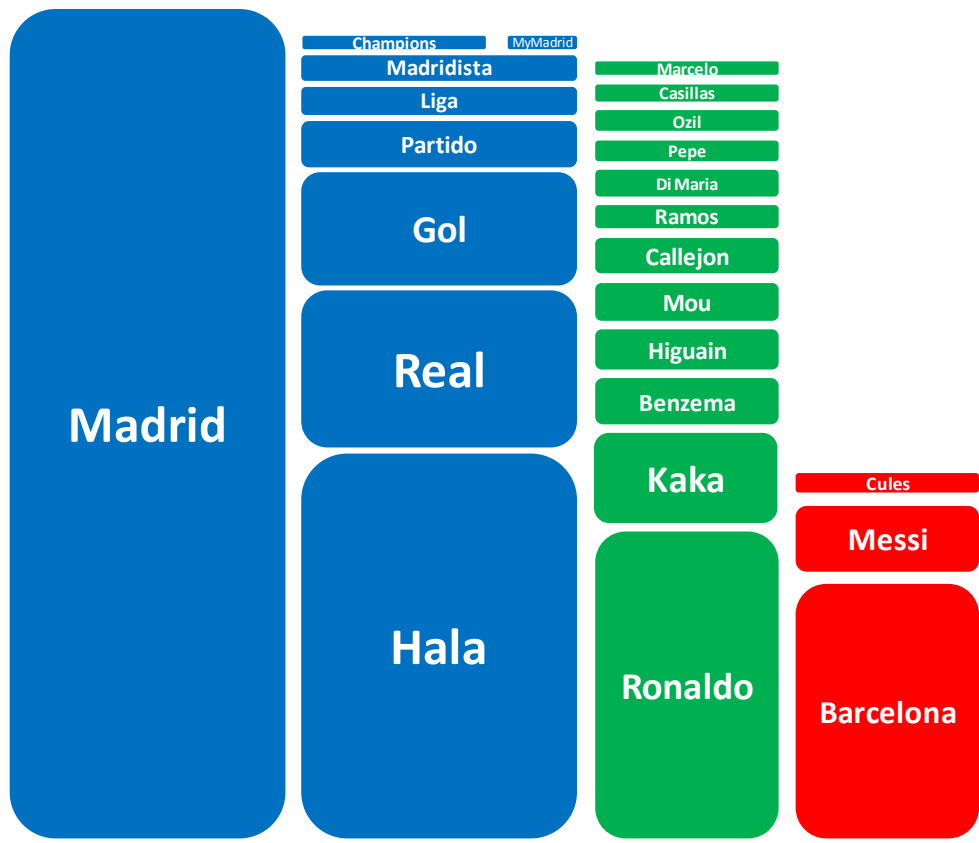 Madrid
Champions
MyMadrid
Madridista
Liga
Partido
Gol
Real
Hala
Marcelo
Casillas
Ozil
Pepe
Di Maria
Ramos
Callejon
Mou
Higuain
Benzema
Kaka
Ronaldo
Cules
Messi
Barcelona